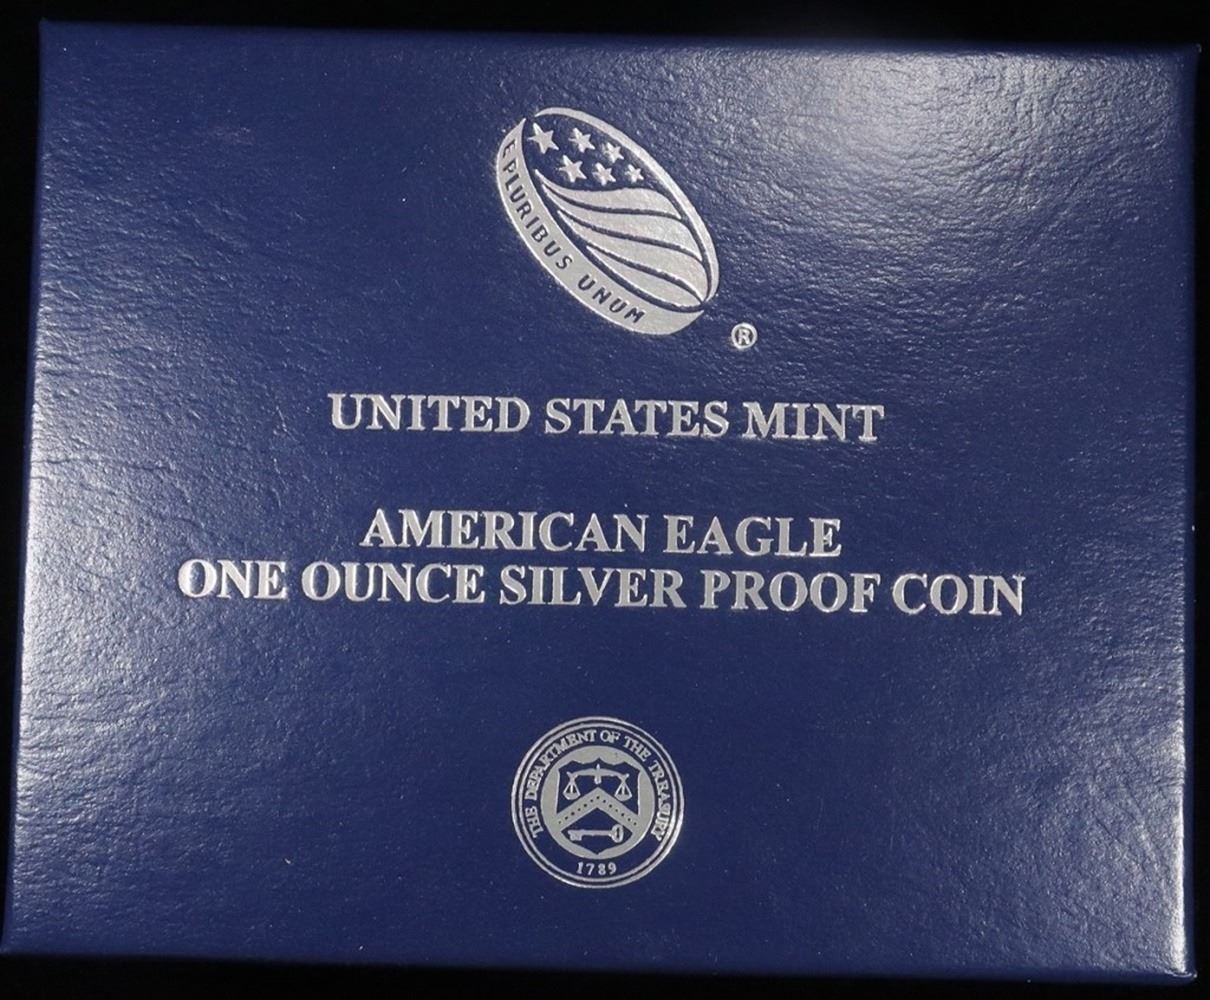 E PLURIBUS UNUM
®
UNITED STATES MINT
AMERICAN EAGLE
ONE OUNCE SILVER PROOF COIN
THE DEPARTMENT OF THE TREASURY
1789